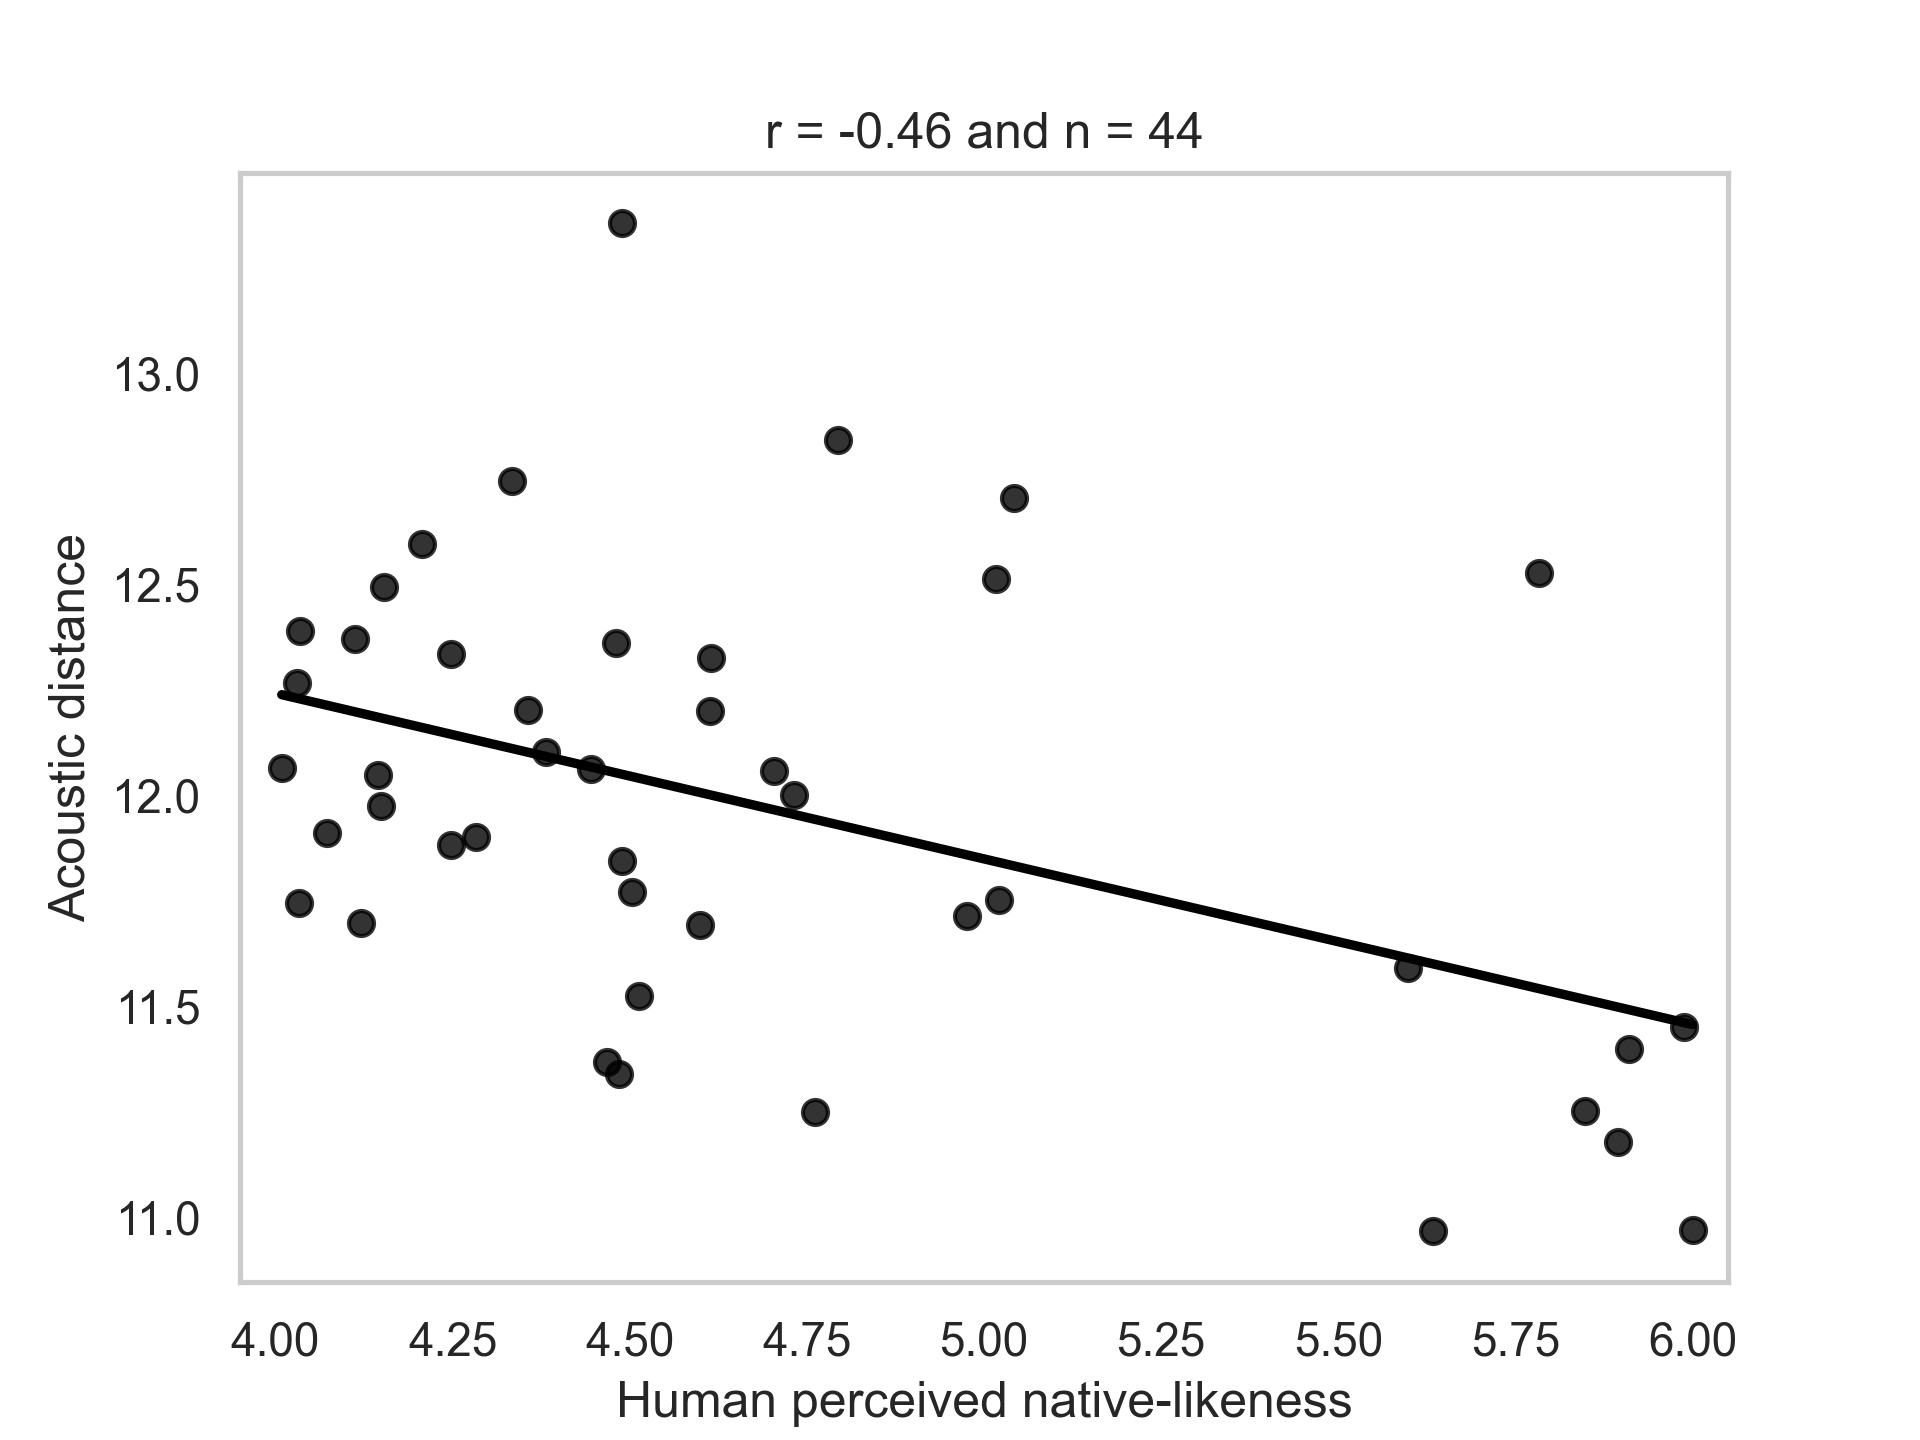 r = -0.46 and n = 44
Acoustic distance
13.0
12.5
12.0
11.5
11.0
4.00 4.25 4.50 4.75 5.00 5.25 5.50 5.75 6.00
Human perceived native-likeness